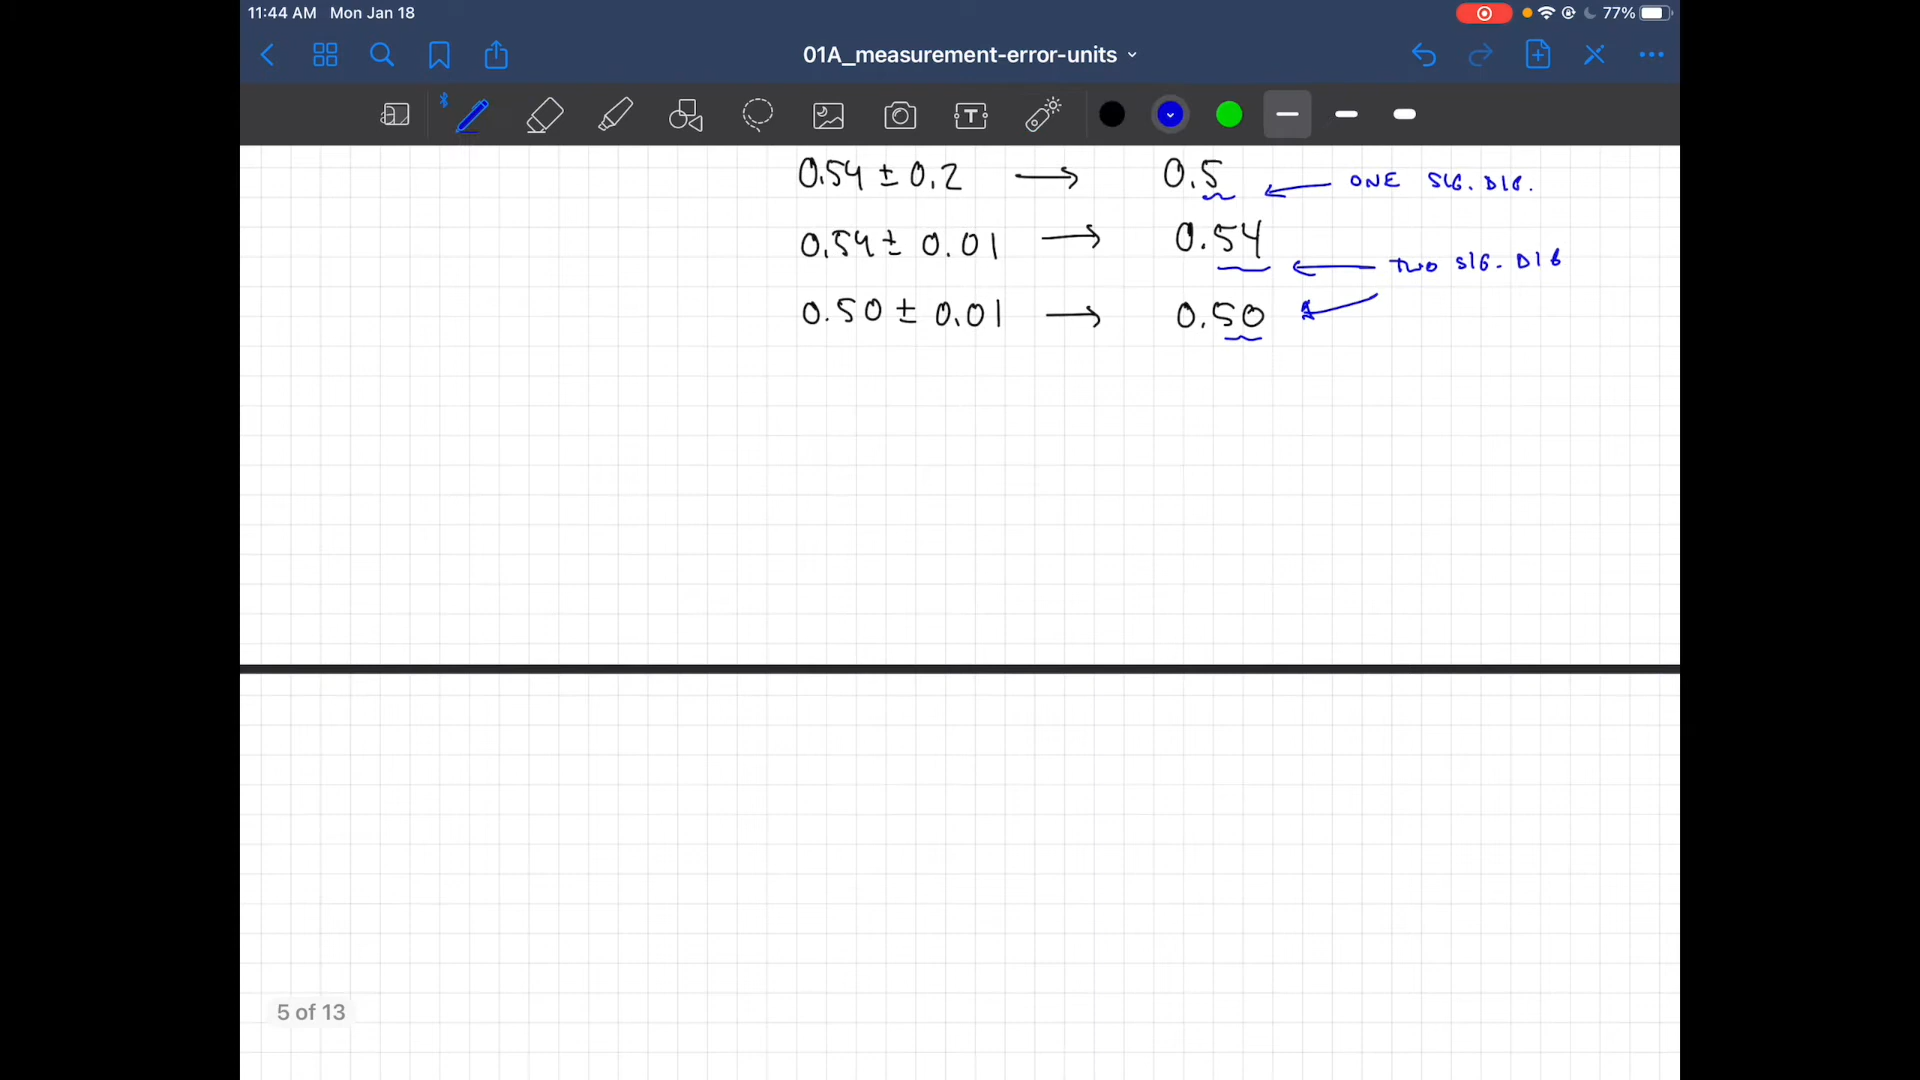 11:44 AM Mon Jan 18 77%
01A_measurement-error-units
T
0.54 ± 0.2 → 0.5 ← ONE SIG. DIG.
0.54 ± 0.01 → 0.54 ← TWO SIG. DIG
0.50 ± 0.01 → 0.50
5 of 13